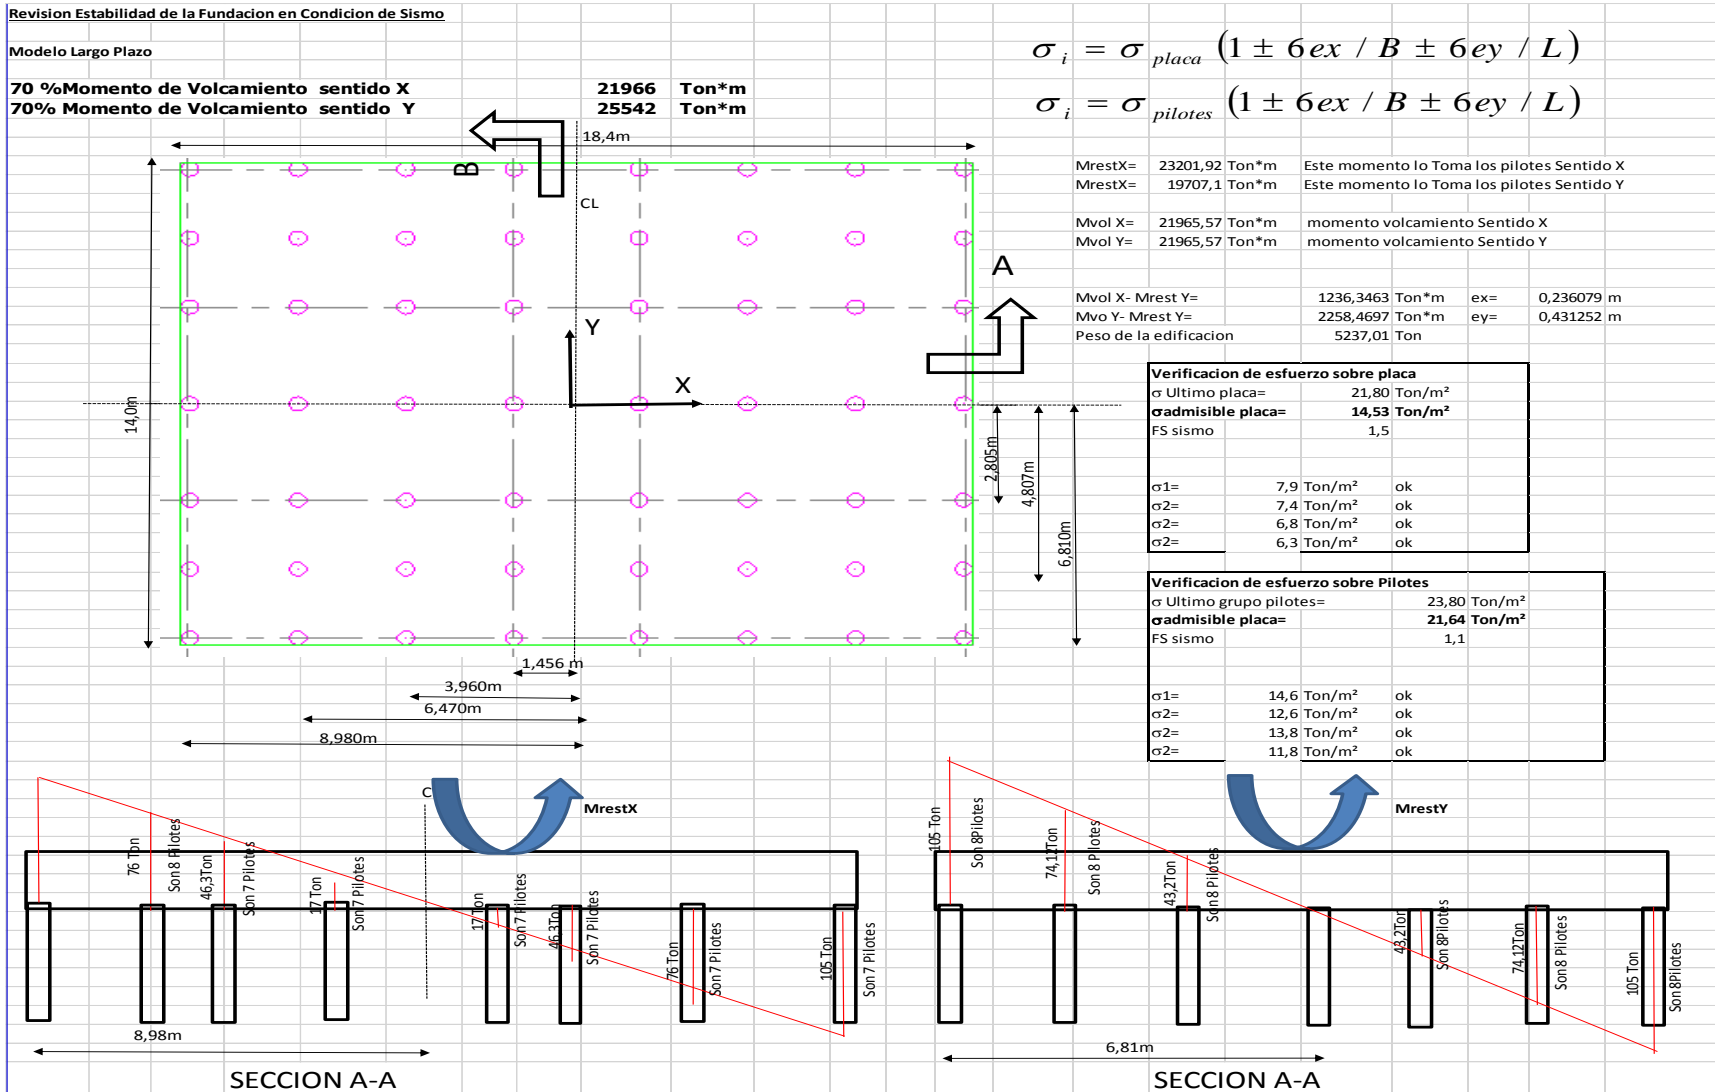 Revision Estabilidad de la Fundacion en Condicion de Sismo
Modelo Largo Plazo
70 %Momento de Volcamiento sentido X 21966 Ton*m
70% Momento de Volcamiento sentido Y 25542 Ton*m
σ i = σ placa (1 ± 6ex / B ± 6ey / L)
σ i = σ pilotes (1 ± 6ex / B ± 6ey / L)
18,4m
B
CL
A
Y
X
14,0m
2,805m
4,807m
6,810m
1,456 m
3,960m
6,470m
8,980m
MrestX= 23201,92 Ton*m Este momento lo Toma los pilotes Sentido X
MrestX= 19707,1 Ton*m Este momento lo Toma los pilotes Sentido Y
Mvol X= 21965,57 Ton*m momento volcamiento Sentido X
Mvol Y= 21965,57 Ton*m momento volcamiento Sentido Y
Mvol X- Mrest Y= 1236,3463 Ton*m ex= 0,236079 m
Mvo Y- Mrest Y= 2258,4697 Ton*m ey= 0,431252 m
Peso de la edificacion 5237,01 Ton
Verificacion de esfuerzo sobre placa
σ Ultimo placa= 21,80 Ton/m²
σadmisible placa= 14,53 Ton/m²
FS sismo 1,5
σ1= 7,9 Ton/m² ok
σ2= 7,4 Ton/m² ok
σ2= 6,8 Ton/m² ok
σ2= 6,3 Ton/m² ok
Verificacion de esfuerzo sobre Pilotes
σ Ultimo grupo pilotes= 23,80 Ton/m²
σadmisible placa= 21,64 Ton/m²
FS sismo 1,1
σ1= 14,6 Ton/m² ok
σ2= 12,6 Ton/m² ok
σ2= 13,8 Ton/m² ok
σ2= 11,8 Ton/m² ok
C
MrestX
76 Ton
Son 8 Pilotes
46,3Ton
Son 7 Pilotes
17 Ton
Son 7 Pilotes
17 Ton
Son 7 Pilotes
46,3Ton
Son 7 Pilotes
76 Ton
Son 7 Pilotes
105 Ton
Son 7 Pilotes
8,98m
SECCION A-A
MrestY
105 Ton
Son 8Pilotes
74,12Ton
Son 8 Pilotes
43,2Ton
Son 8 Pilotes
43,2Ton
Son 8Pilotes
74,12Ton
Son 8 Pilotes
105 Ton
Son 8Pilotes
6,81m
SECCION A-A